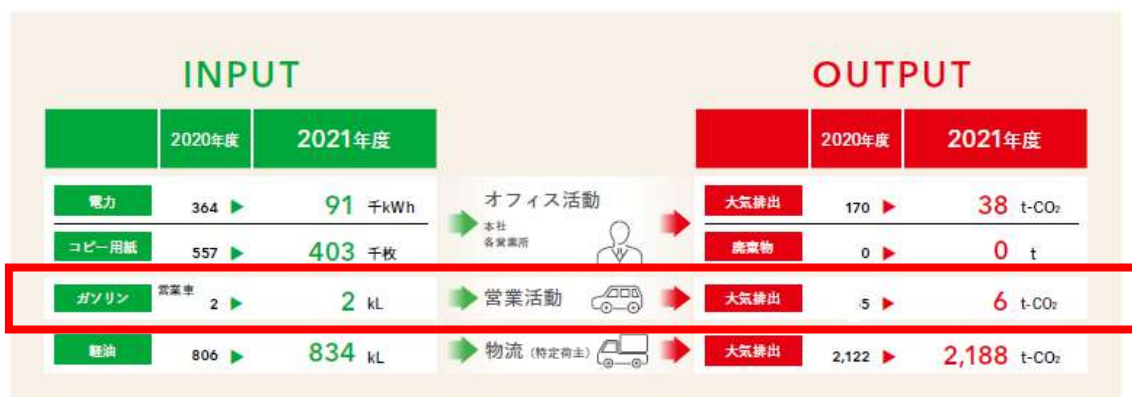 INPUT OUTPUT
2020年度 2021年度 2020年度 2021年度
電力 364 ▶ 91 千kWh オフィス活動 大気排出 170 ▶ 38 t-CO₂
本社
各営業所
コピー用紙 557 ▶ 403 千枚 廃棄物 0 ▶ 0 t
ガソリン 営業車 2 ▶ 2 kL 営業活動 大気排出 5 ▶ 6 t-CO₂
軽油 806 ▶ 834 kL 物流 (特定荷主) 大気排出 2,122 ▶ 2,188 t-CO₂